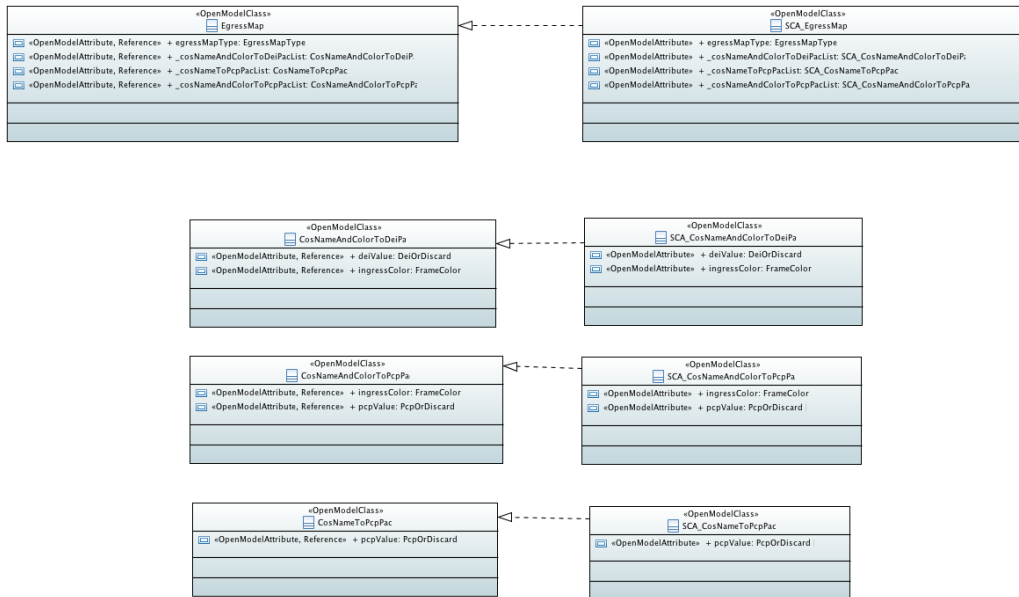 «OpenModelClass»
EgressMap
«OpenModelAttribute, Reference» + egressMapType: EgressMapType
«OpenModelAttribute, Reference» + _cosNameAndColorToDeiPacList: CosNameAndColorToDeiP
«OpenModelAttribute, Reference» + _cosNameToPcpPacList: CosNameToPcpPac
«OpenModelAttribute, Reference» + _cosNameAndColorToPcpPacList: CosNameAndColorToPcpPa
«OpenModelClass»
SCA_EgressMap
«OpenModelAttribute» + egressMapType: EgressMapType
«OpenModelAttribute» + _cosNameAndColorToDeiPacList: SCA_CosNameAndColorToDeiPa
«OpenModelAttribute» + _cosNameToPcpPacList: SCA_CosNameToPcpPac
«OpenModelAttribute» + _cosNameAndColorToPcpPacList: SCA_CosNameAndColorToPcpPa
«OpenModelClass»
CosNameAndColorToDeiPa
«OpenModelAttribute, Reference» + deiValue: DeiOrDiscard
«OpenModelAttribute, Reference» + ingressColor: FrameColor
«OpenModelClass»
SCA_CosNameAndColorToDeiPa
«OpenModelAttribute» + deiValue: DeiOrDiscard
«OpenModelAttribute» + ingressColor: FrameColor
«OpenModelClass»
CosNameAndColorToPcpPa
«OpenModelAttribute, Reference» + ingressColor: FrameColor
«OpenModelAttribute, Reference» + pcpValue: PcpOrDiscard
«OpenModelClass»
SCA_CosNameAndColorToPcpPa
«OpenModelAttribute» + ingressColor: FrameColor
«OpenModelAttribute» + pcpValue: PcpOrDiscard
«OpenModelClass»
CosNameToPcpPac
«OpenModelAttribute, Reference» + pcpValue: PcpOrDiscard
«OpenModelClass»
SCA_CosNameToPcpPac
«OpenModelAttribute» + pcpValue: PcpOrDiscard